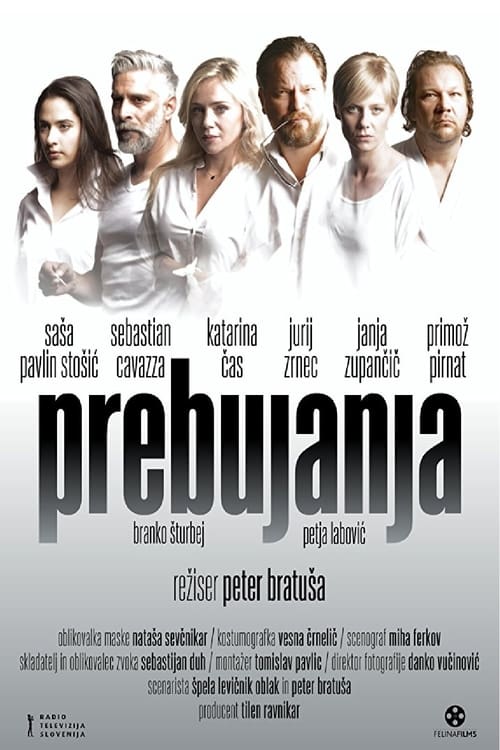 saša sebastian katarina jurij janja primož
pavlin stošić cavazza čas zrnec zupančič pirnat
prebujanja
branko šturbej petja labović
režiser peter bratuša
oblikovalka maske nataša sevčnikar / kostumografka vesna črnelič / scenograf miha ferkov
skladatelj in oblikovalec zvoka sebastijan duh / montažer tomislav pavlic / direktor fotografije danko vučinović
scenarista špela levičnik oblak in peter bratuša
producent tilen ravnikar
RADIO
TELEVIZIJA
SLOVENIJA
FELINAFILMS